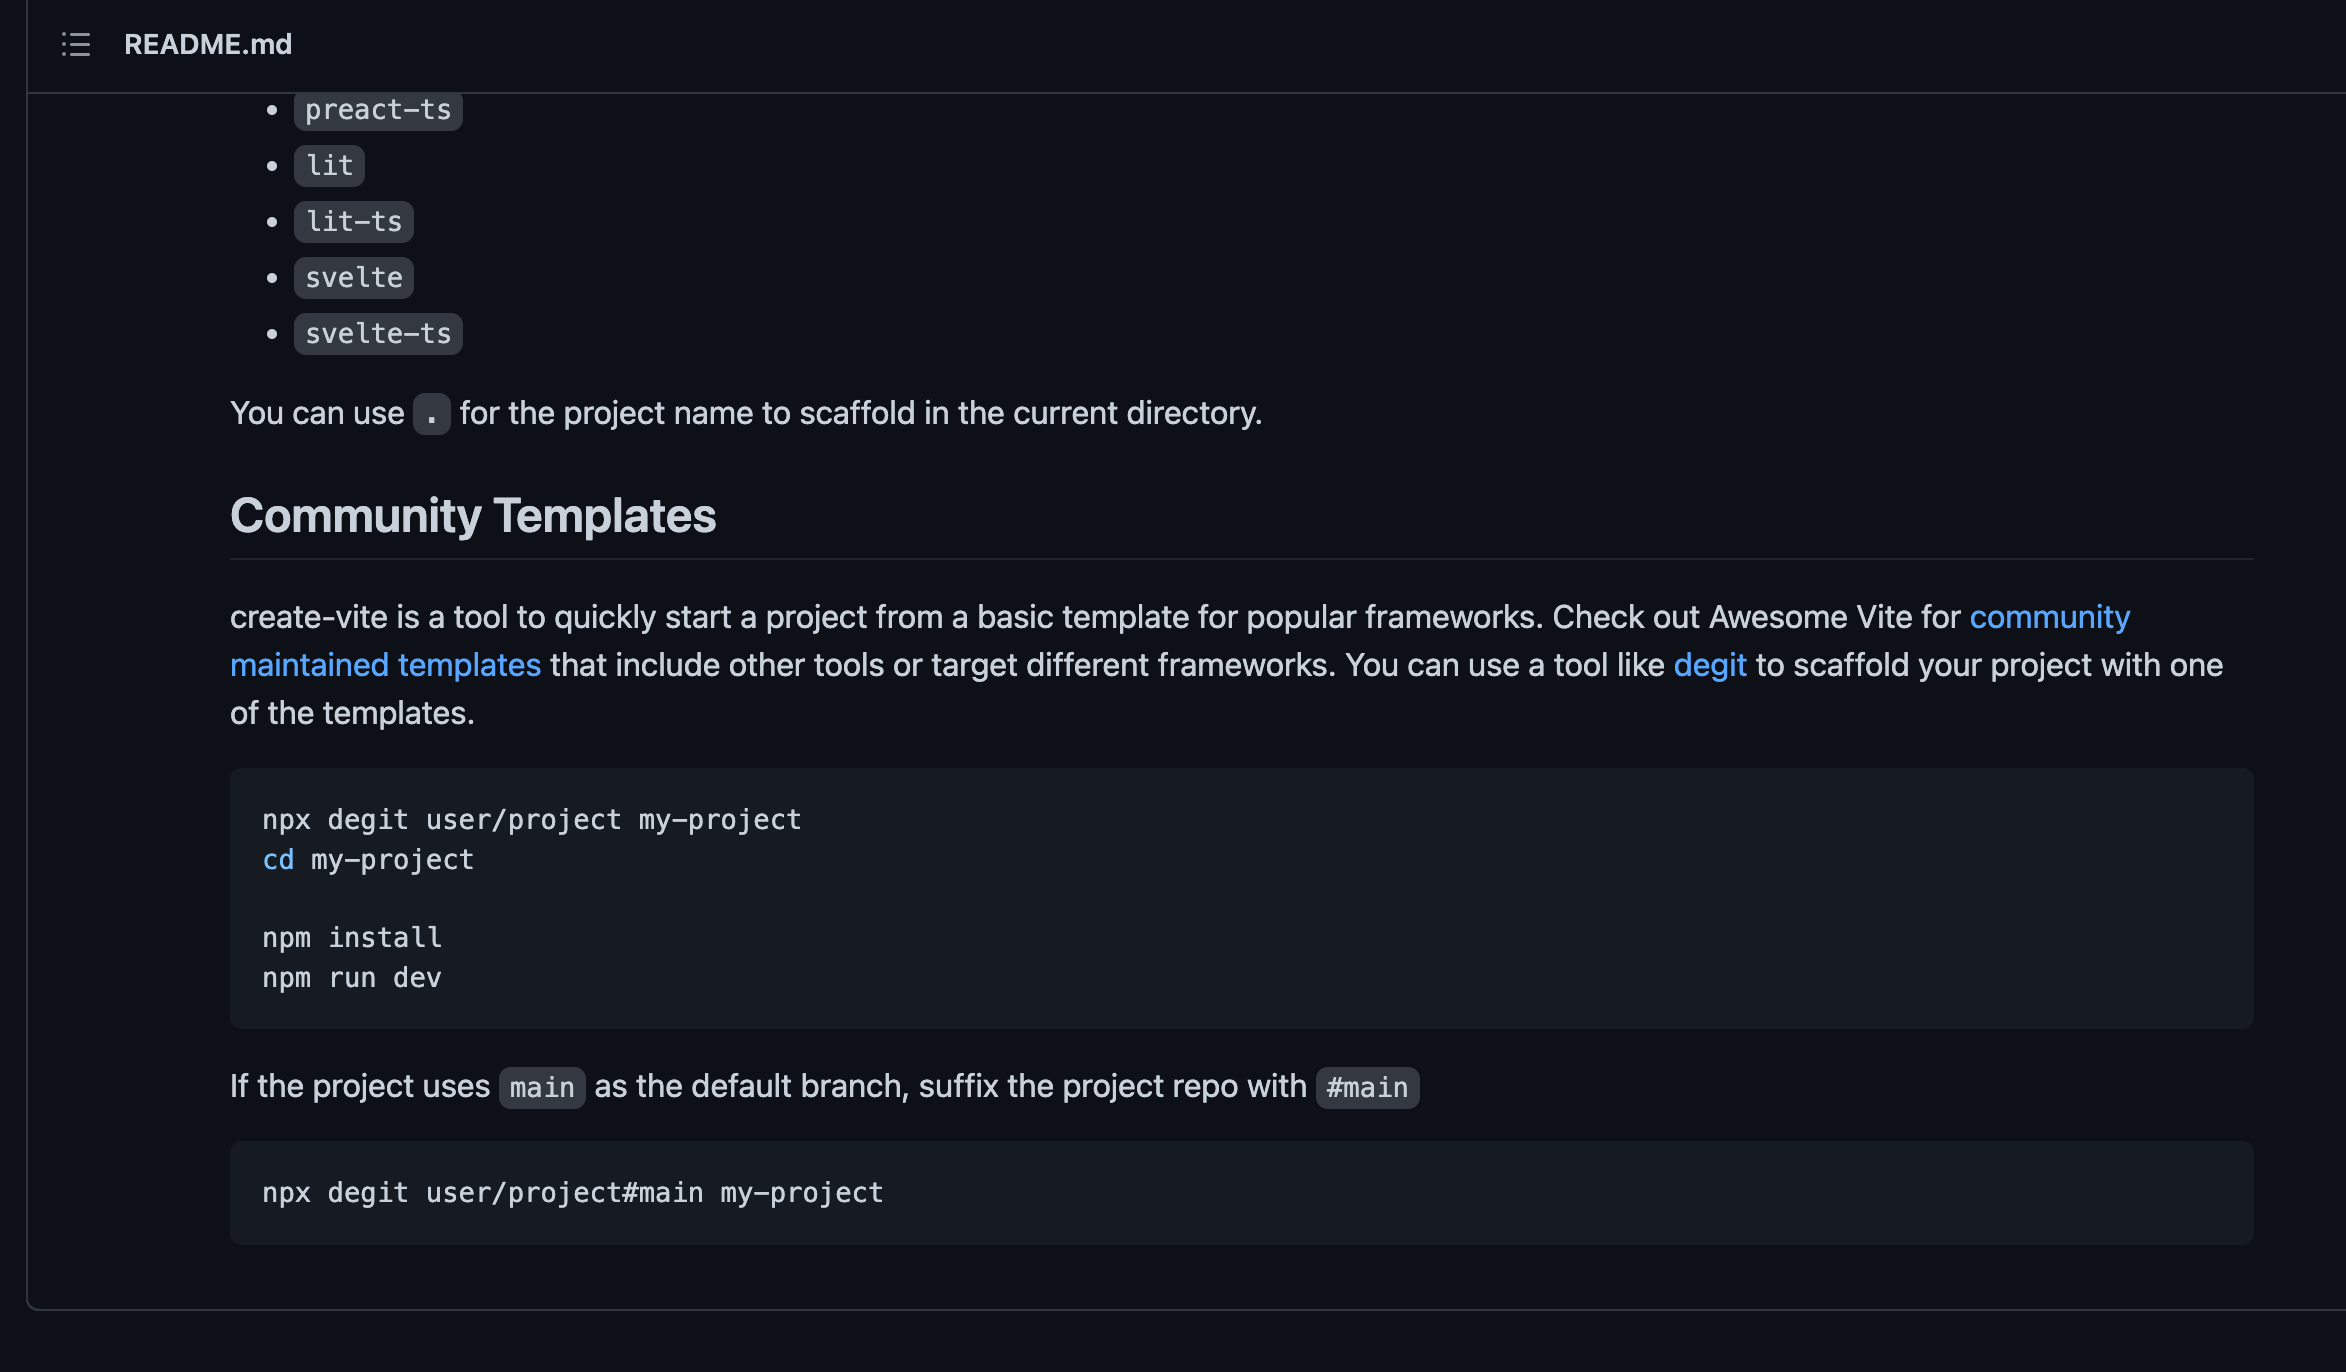 README.md
preact-ts
lit
lit-ts
svelte
svelte-ts
You can use . for the project name to scaffold in the current directory.
Community Templates
create-vite is a tool to quickly start a project from a basic template for popular frameworks. Check out Awesome Vite for community
maintained templates that include other tools or target different frameworks. You can use a tool like degit to scaffold your project with one
of the templates.
npx degit user/project my-project
cd my-project
npm install
npm run dev
If the project uses main as the default branch, suffix the project repo with #main
npx degit user/project#main my-project